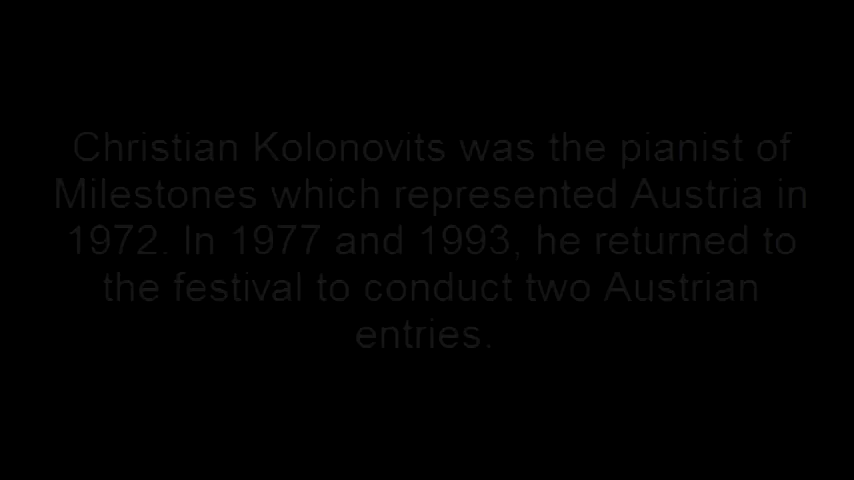 Christian Kolonovits was the pianist of
Milestones which represented Austria in
1972. In 1977 and 1993, he returned to
the festival to conduct two Austrian
entries.